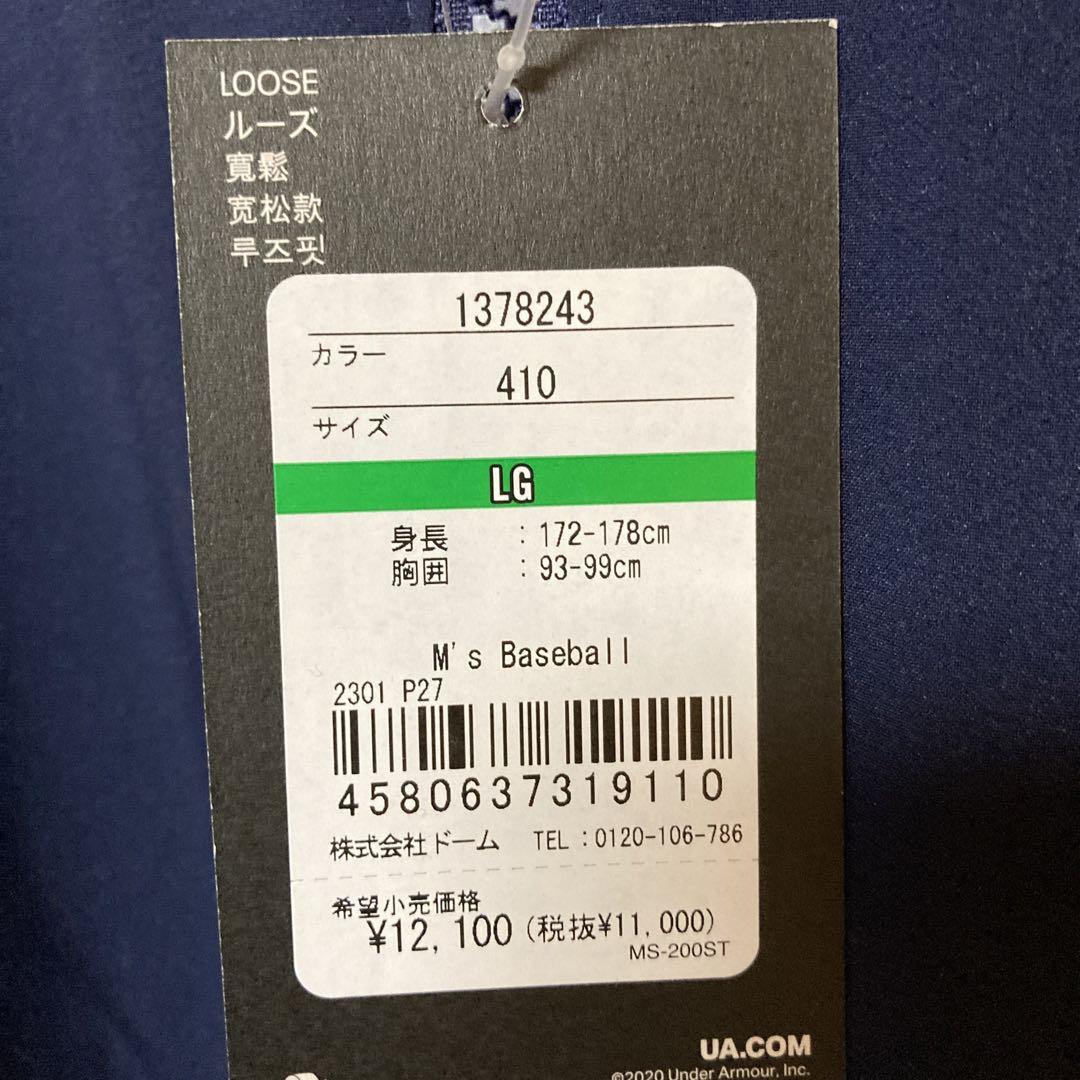 LOOSE
ルーズ
寬鬆
宽松款
루즈핏
1378243
カラー
410
サイズ
LG
身長 : 172-178cm
胸囲 : 93-99cm
M's Baseball
2301 P27
4580637319110
株式会社ドーム TEL:0120-106-786
希望小売価格
¥12,100 (税抜¥11,000)
MS-200ST
UA.COM
©2020 Under Armour, Inc.